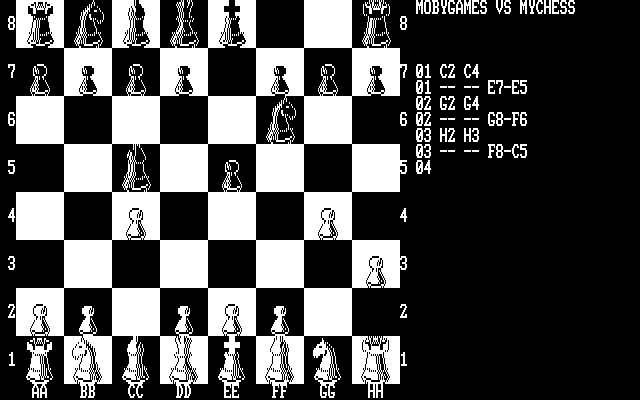 MOBYGAMES VS MYCHESS
8 8
7 7 01 C2 C4
01 -- -- E7-E5
02 G2 G4
6 6 02 -- -- G8-F6
03 H2 H3
03 -- -- F8-C5
5 5 04
4 4
3 3
2 2
1 1
AA BB CC DD EE FF GG HH